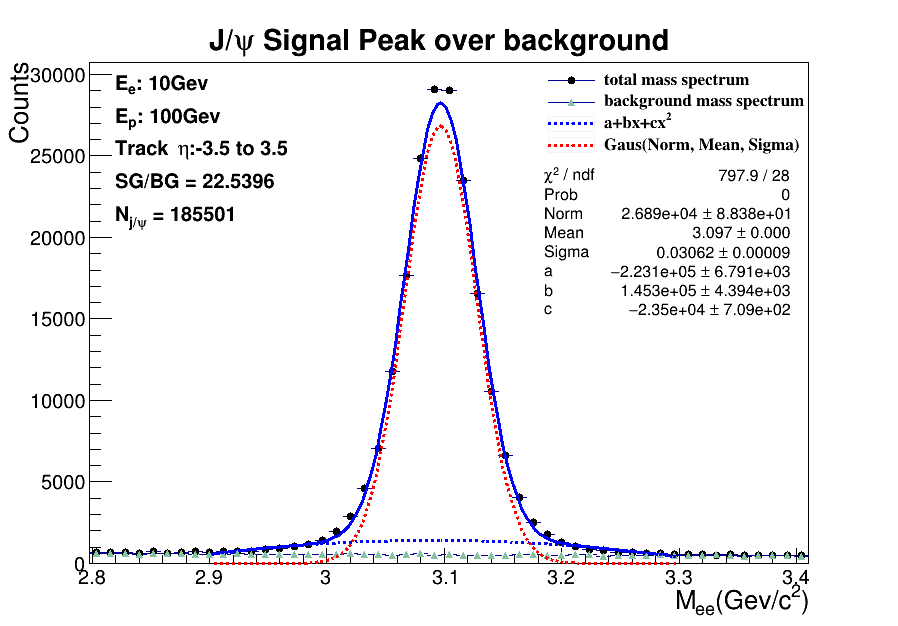 J/ψ Signal Peak over background
Counts
30000
25000
20000
15000
10000
5000
0
E_e: 10Gev
E_p: 100Gev
Track η:-3.5 to 3.5
SG/BG = 22.5396
N_j/ψ = 185501
total mass spectrum
background mass spectrum
a+bx+cx²
Gaus(Norm, Mean, Sigma)
χ² / ndf 797.9 / 28
Prob 0
Norm 2.689e+04 ± 8.838e+01
Mean 3.097 ± 0.000
Sigma 0.03062 ± 0.00009
a −2.231e+05 ± 6.791e+03
b 1.453e+05 ± 4.394e+03
c −2.35e+04 ± 7.09e+02
2.8 2.9 3 3.1 3.2 3.3 3.4
M_ee(Gev/c²)